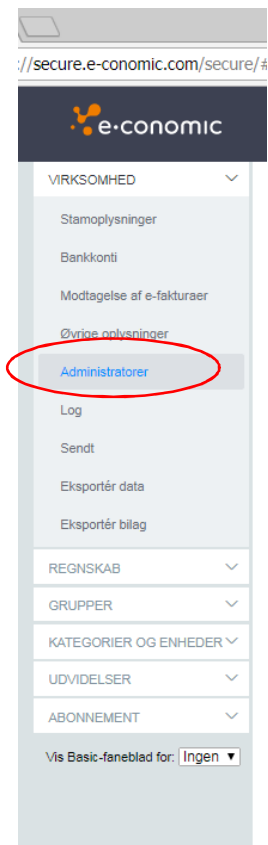 ://secure.e-conomic.com/secure/#
e·conomic
VIRKSOMHED
Stamoplysninger
Bankkonti
Modtagelse af e-fakturaer
Øvrige oplysninger
Administratorer
Log
Sendt
Eksportér data
Eksportér bilag
REGNSKAB
GRUPPER
KATEGORIER OG ENHEDER
UDVIDELSER
ABONNEMENT
Vis Basic-faneblad for: Ingen